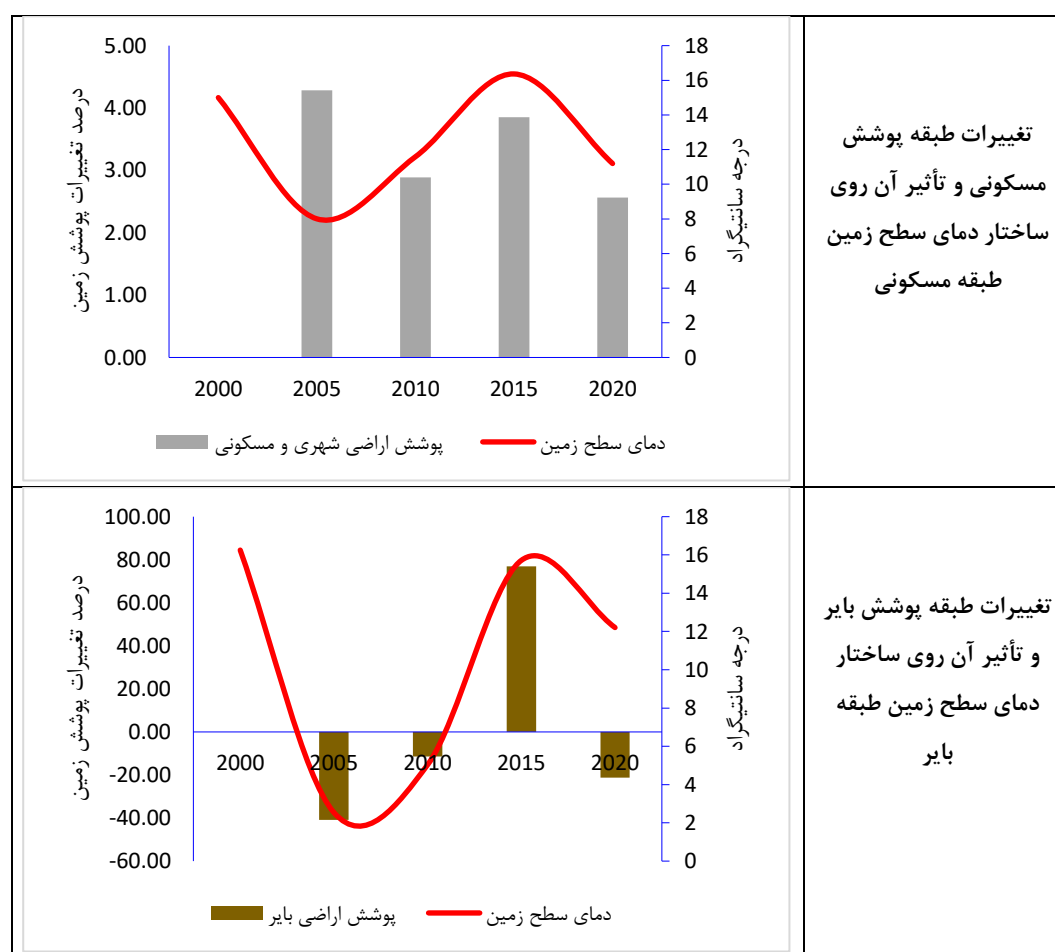 5.00
4.00
3.00
2.00
1.00
0.00
درصد تغییرات پوشش زمین
18
16
14
12
10
8
6
4
2
0
درجه سانتیگراد
2000 2005 2010 2015 2020
پوشش اراضی شهری و مسکونی دمای سطح زمین
تغییرات طبقه پوشش
مسکونی و تأثیر آن روی
ساختار دمای سطح زمین
طبقه مسکونی
100.00
80.00
60.00
40.00
20.00
0.00
-20.00
-40.00
-60.00
درصد تغییرات پوشش زمین
18
16
14
12
10
8
6
4
2
0
درجه سانتیگراد
2000 2005 2010 2015 2020
پوشش اراضی بایر دمای سطح زمین
تغییرات طبقه پوشش بایر
و تأثیر آن روی ساختار
دمای سطح زمین طبقه
بایر